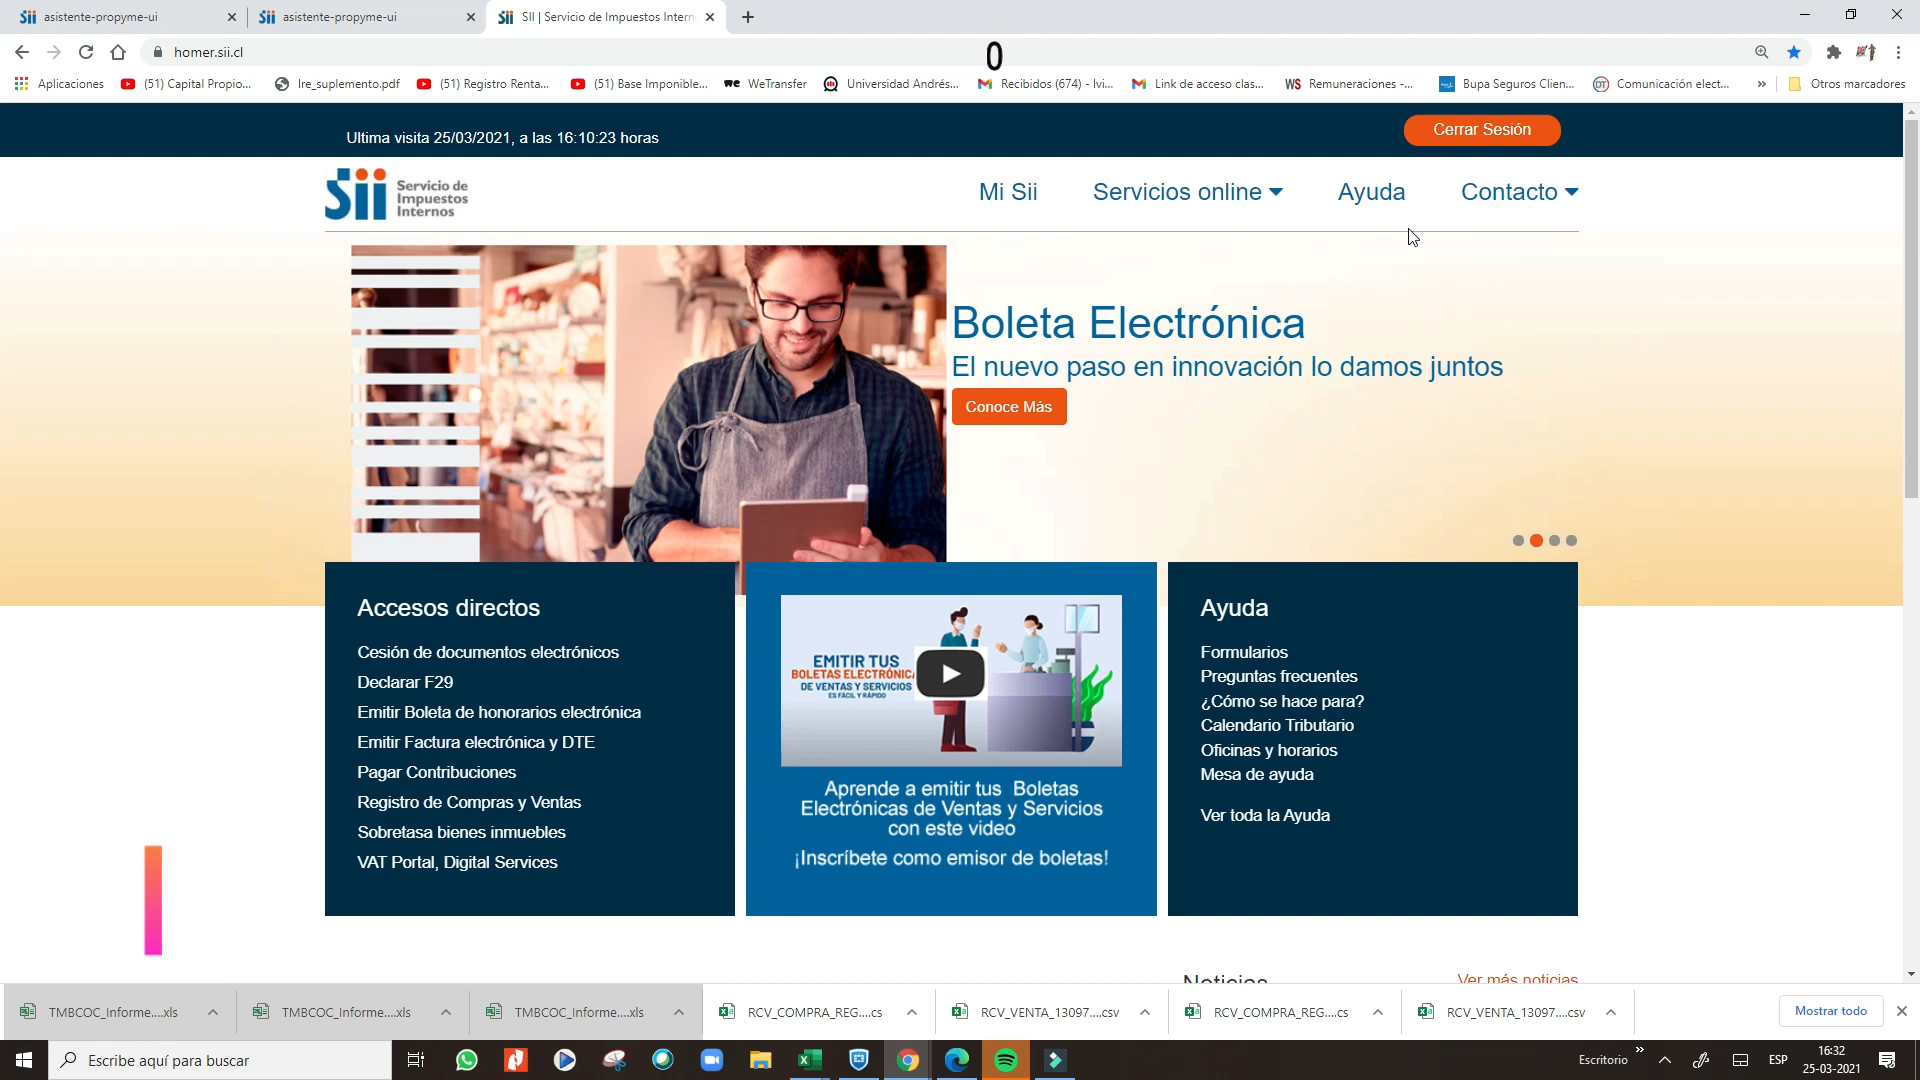 asistente-propyme-ui
asistente-propyme-ui
SII | Servicio de Impuestos Intern
homer.sii.cl
0
Aplicaciones
(51) Capital Propio...
Ire_suplemento.pdf
(51) Registro Renta...
(51) Base Imponible...
WeTransfer
Universidad Andrés...
Recibidos (674) - Ivi...
Link de acceso clas...
WS Remuneraciones -...
Bupa Seguros Clien...
Comunicación elect...
»
Otros marcadores
Ultima visita 25/03/2021, a las 16:10:23 horas
Cerrar Sesión
Sii Servicio de
Impuestos
Internos
Mi Sii
Servicios online
Ayuda
Contacto
Boleta Electrónica
El nuevo paso en innovación lo damos juntos
Conoce Más
Accesos directos
Cesión de documentos electrónicos
Declarar F29
Emitir Boleta de honorarios electrónica
Emitir Factura electrónica y DTE
Pagar Contribuciones
Registro de Compras y Ventas
Sobretasa bienes inmuebles
VAT Portal, Digital Services
EMITIR TUS
BOLETAS ELECTRÓNIC
DE VENTAS Y SERVICIOS
ES FÁCIL Y RÁPIDO
Aprende a emitir tus Boletas
Electrónicas de Ventas y Servicios
con este video
¡Inscríbete como emisor de boletas!
Ayuda
Formularios
Preguntas frecuentes
¿Cómo se hace para?
Calendario Tributario
Oficinas y horarios
Mesa de ayuda
Ver toda la Ayuda
Noticias
Ver más noticias
TMBCOC_Informe....xls
TMBCOC_Informe....xls
TMBCOC_Informe....xls
RCV_COMPRA_REG....cs
RCV_VENTA_13097....csv
RCV_COMPRA_REG....cs
RCV_VENTA_13097....csv
Mostrar todo
Escribe aquí para buscar
Escritorio
»
ESP
16:32
25-03-2021